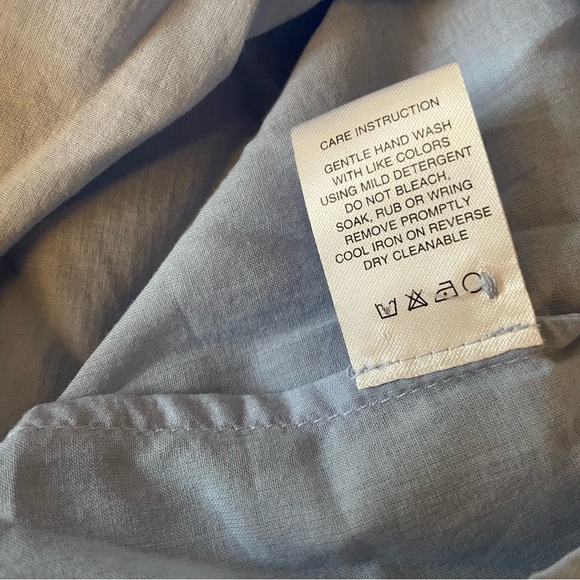 CARE INSTRUCTION
GENTLE HAND WASH
WITH LIKE COLORS
USING MILD DETERGENT
DO NOT BLEACH,
SOAK, RUB OR WRING
REMOVE PROMPTLY
COOL IRON ON REVERSE
DRY CLEANABLE